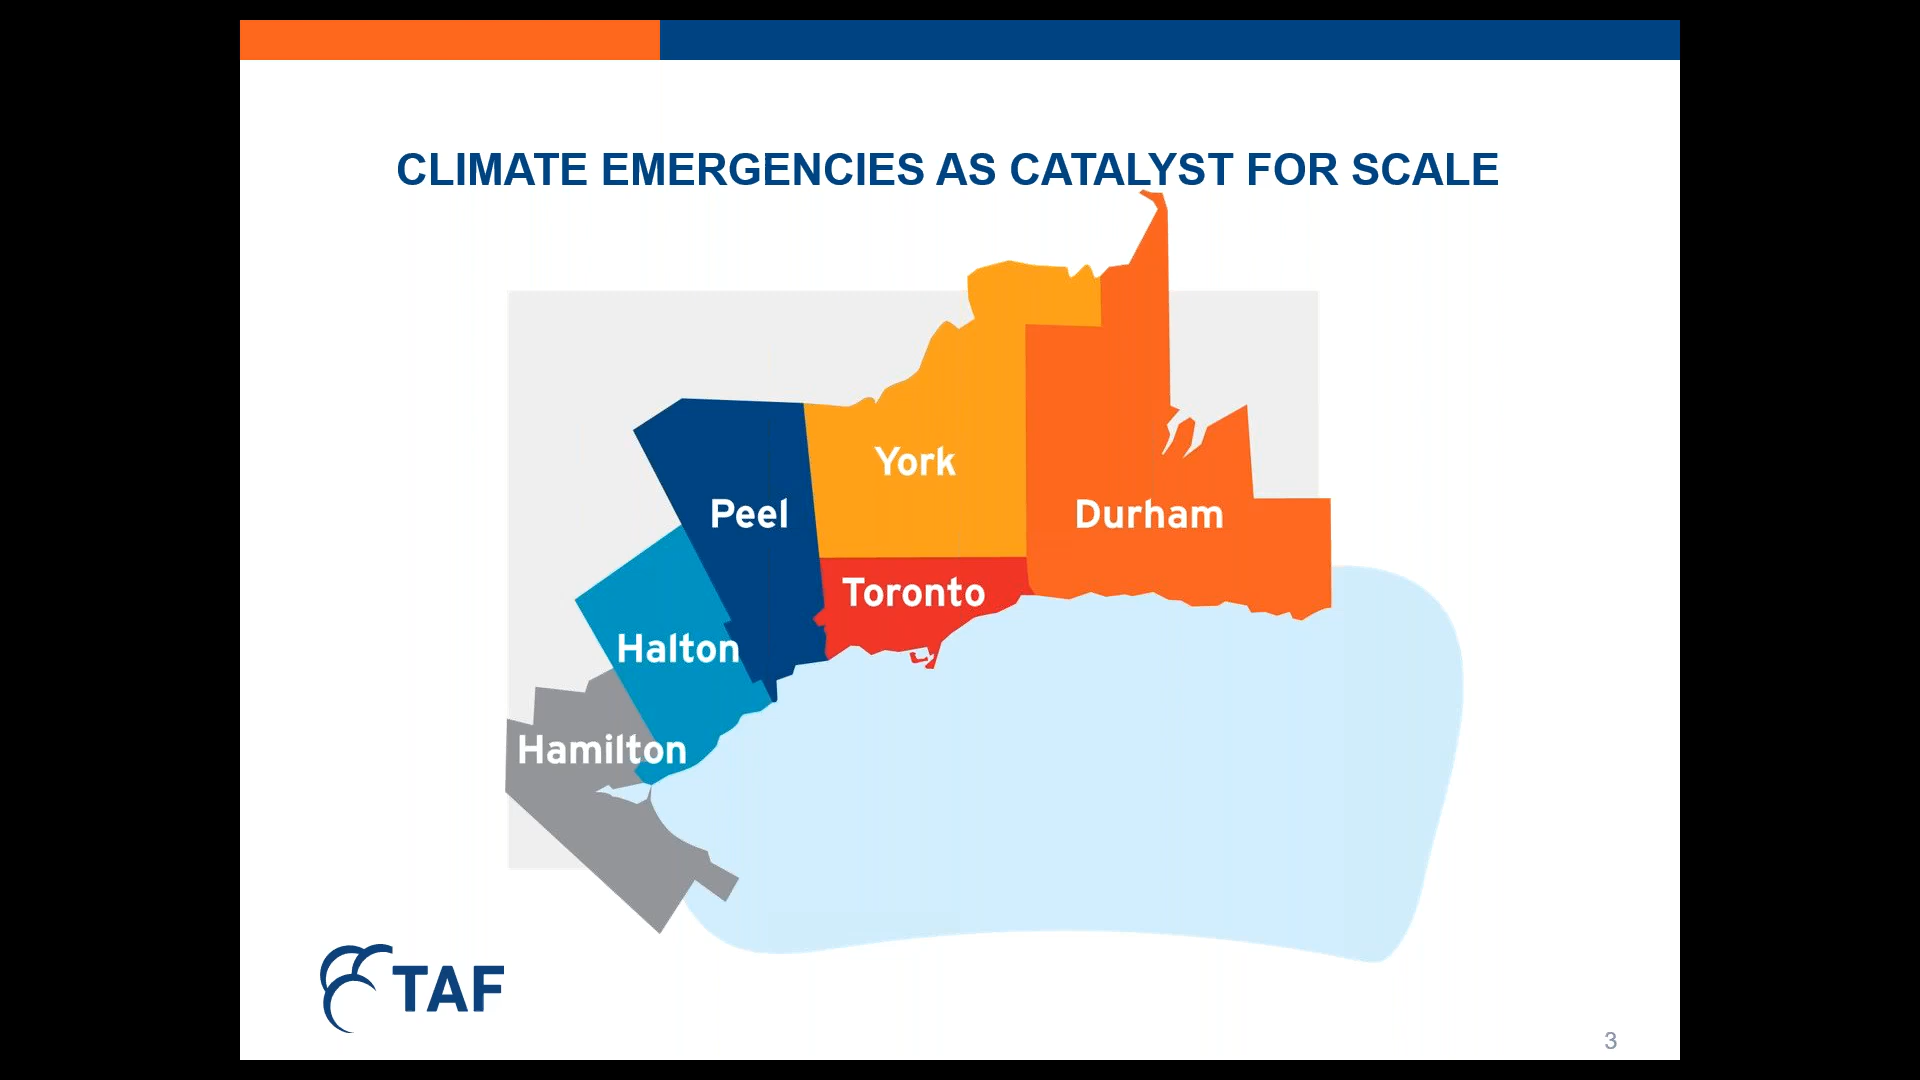 CLIMATE EMERGENCIES AS CATALYST FOR SCALE
York
Peel
Durham
Toronto
Halton
Hamilton
TAF
3